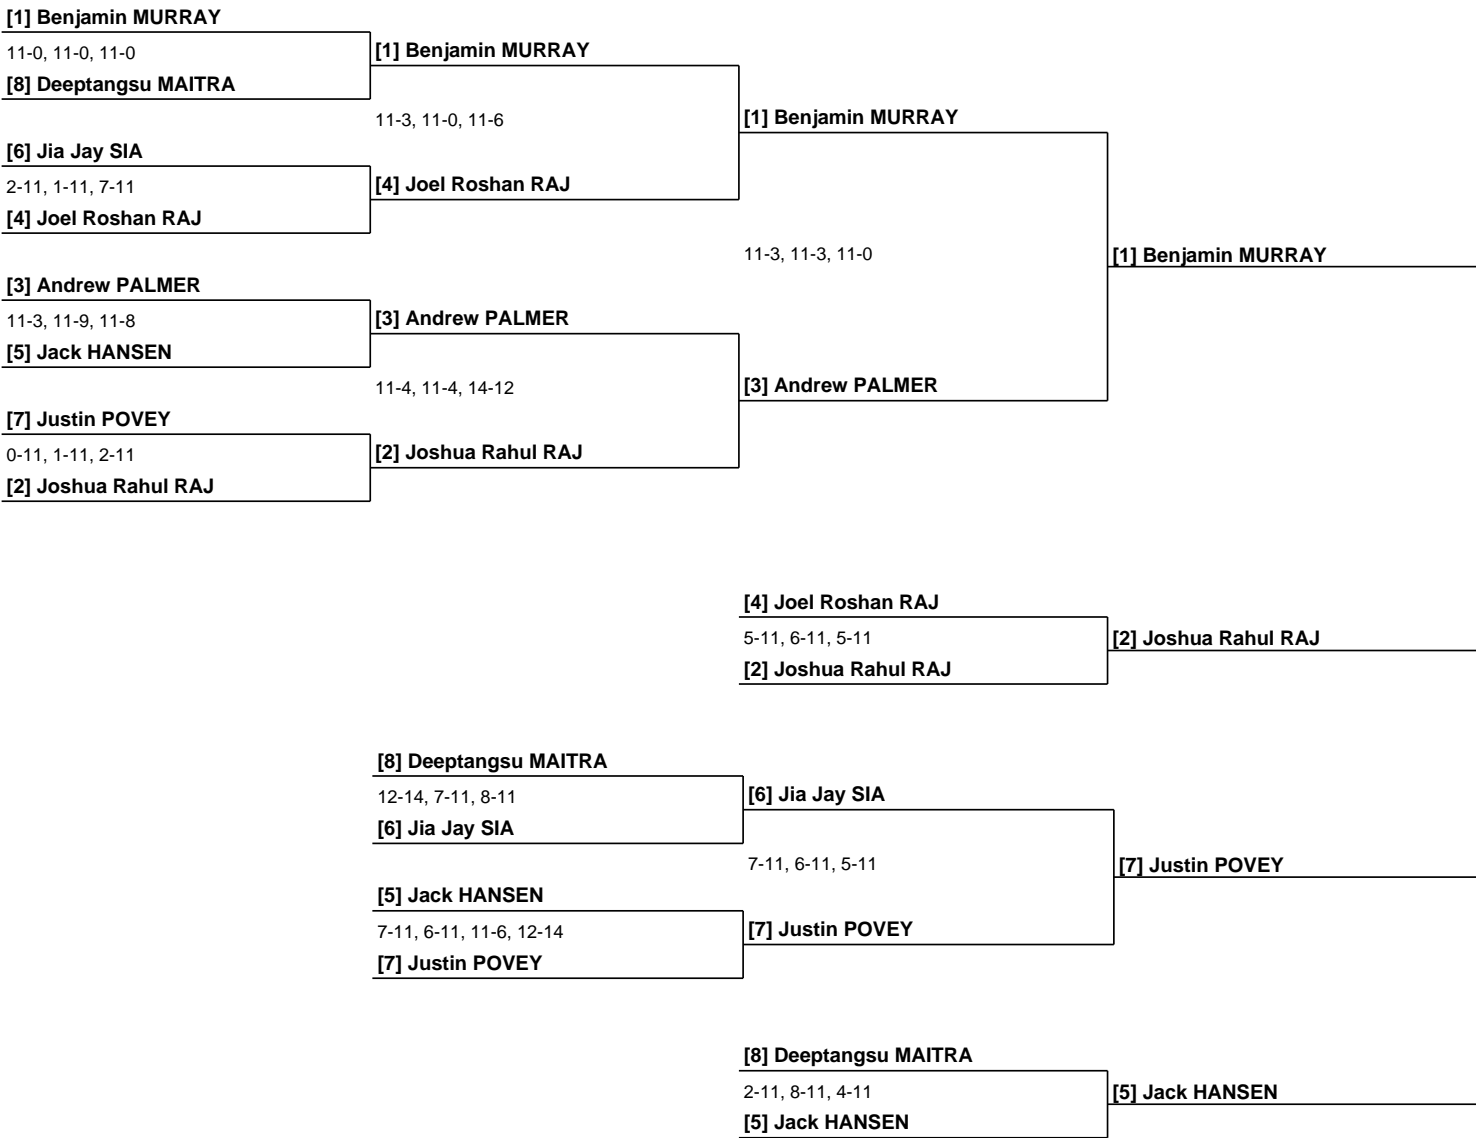 [1] Benjamin MURRAY
11-0, 11-0, 11-0
[1] Benjamin MURRAY
[8] Deeptangsu MAITRA
11-3, 11-0, 11-6
[1] Benjamin MURRAY
[6] Jia Jay SIA
2-11, 1-11, 7-11
[4] Joel Roshan RAJ
[4] Joel Roshan RAJ
11-3, 11-3, 11-0
[1] Benjamin MURRAY
[3] Andrew PALMER
11-3, 11-9, 11-8
[3] Andrew PALMER
[5] Jack HANSEN
11-4, 11-4, 14-12
[3] Andrew PALMER
[7] Justin POVEY
0-11, 1-11, 2-11
[2] Joshua Rahul RAJ
[2] Joshua Rahul RAJ
[4] Joel Roshan RAJ
5-11, 6-11, 5-11
[2] Joshua Rahul RAJ
[2] Joshua Rahul RAJ
[8] Deeptangsu MAITRA
12-14, 7-11, 8-11
[6] Jia Jay SIA
[6] Jia Jay SIA
7-11, 6-11, 5-11
[7] Justin POVEY
[5] Jack HANSEN
7-11, 6-11, 11-6, 12-14
[7] Justin POVEY
[7] Justin POVEY
[8] Deeptangsu MAITRA
2-11, 8-11, 4-11
[5] Jack HANSEN
[5] Jack HANSEN